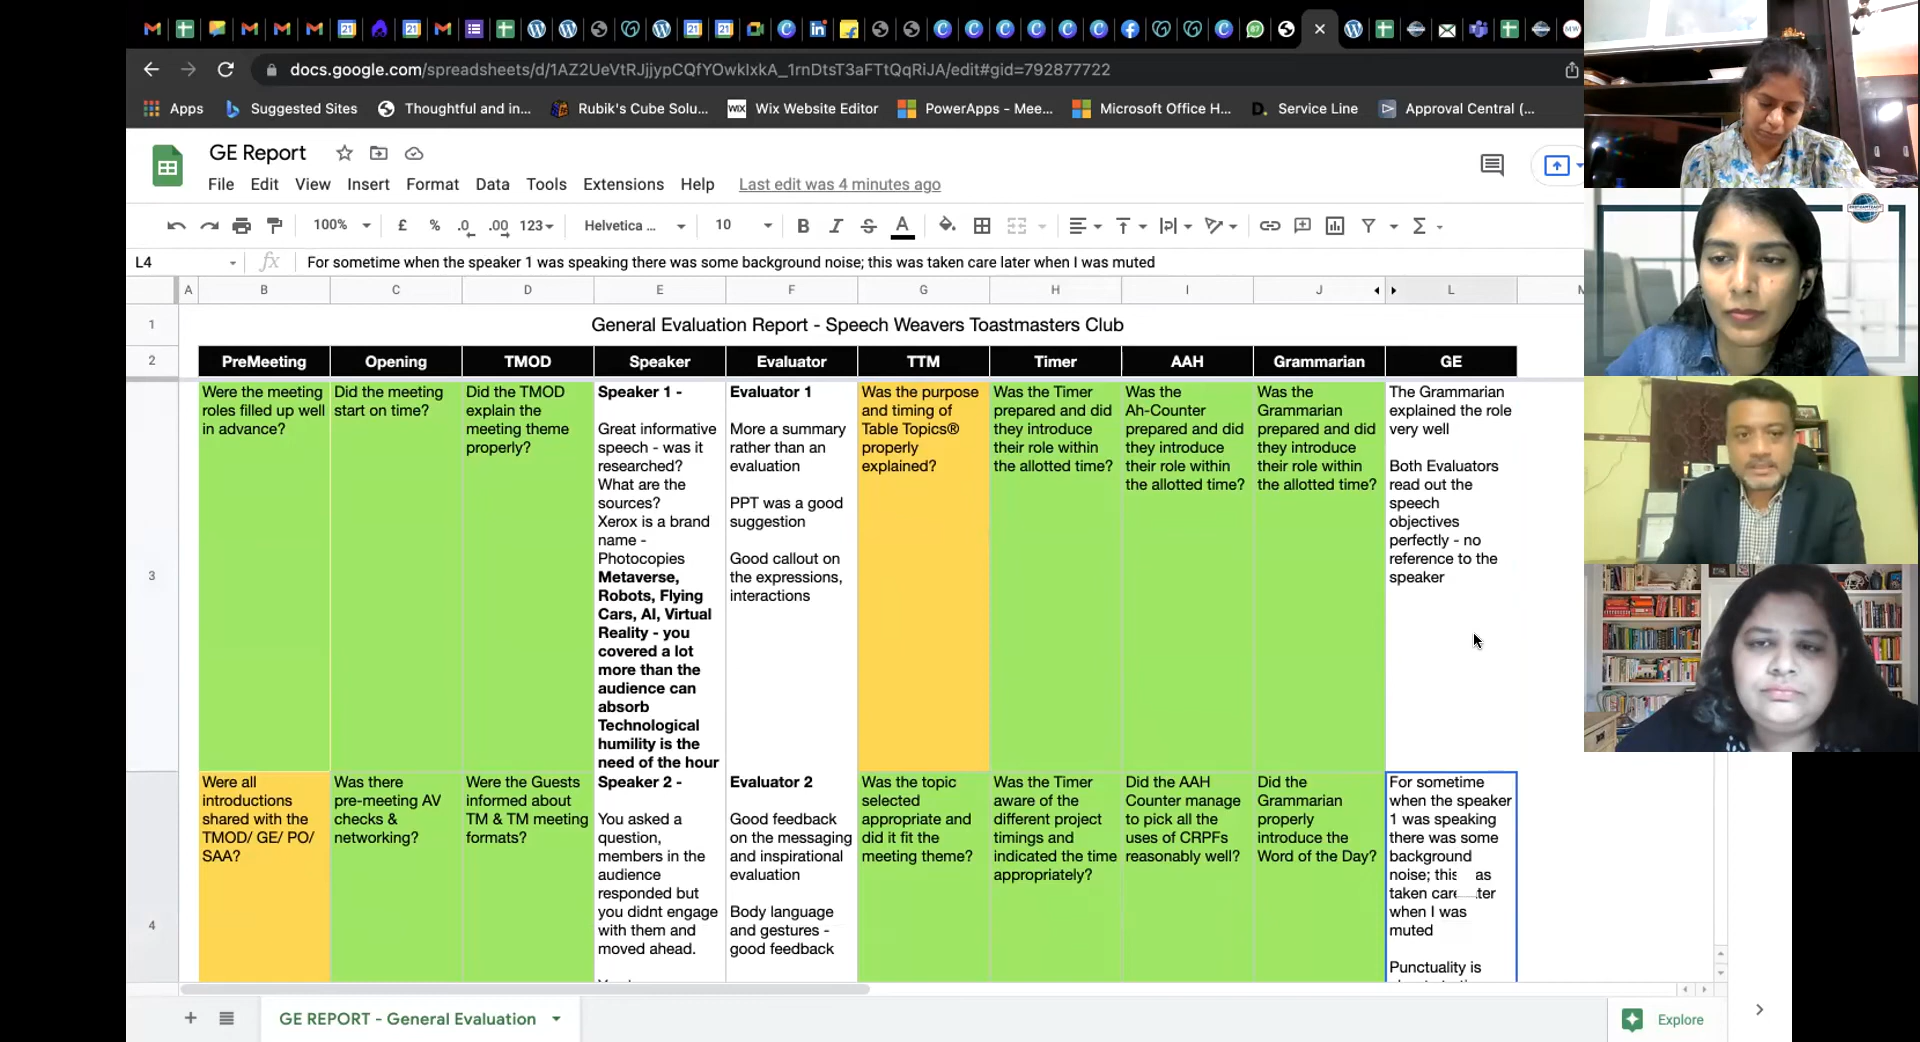 docs.google.com/spreadsheets/d/1AZ2UeVtRJjjypCQfYOwklxkA_1rnDtsT3aFTtQqRiJA/edit#gid=792877722
Apps Suggested Sites Thoughtful and in... Rubik's Cube Solu... WIX Wix Website Editor PowerApps - Mee... Microsoft Office H... D. Service Line Approval Central (...
GE Report
File Edit View Insert Format Data Tools Extensions Help Last edit was 4 minutes ago
100% £ % .0 .00 123 Helvetica ... 10 B I S A
L4 fx For sometime when the speaker 1 was speaking there was some background noise; this was taken care later when I was muted
A B C D E F G H I J L
1 General Evaluation Report - Speech Weavers Toastmasters Club
2 PreMeeting Opening TMOD Speaker Evaluator TTM Timer AAH Grammarian GE
3
Were the meeting
roles filled up well
in advance?
Did the meeting
start on time?
Did the TMOD
explain the
meeting theme
properly?
Speaker 1 -
Great informative
speech - was it
researched?
What are the
sources?
Xerox is a brand
name -
Photocopies
Metaverse,
Robots, Flying
Cars, AI, Virtual
Reality - you
covered a lot
more than the
audience can
absorb
Technological
humility is the
need of the hour
Evaluator 1
More a summary
rather than an
evaluation
PPT was a good
suggestion
Good callout on
the expressions,
interactions
Was the purpose
and timing of
Table Topics®
properly
explained?
Was the Timer
prepared and did
they introduce
their role within
the allotted time?
Was the
Ah-Counter
prepared and did
they introduce
their role within
the allotted time?
Was the
Grammarian
prepared and did
they introduce
their role within
the allotted time?
The Grammarian
explained the role
very well
Both Evaluators
read out the
speech
objectives
perfectly - no
reference to the
speaker
4
Were all
introductions
shared with the
TMOD/ GE/ PO/
SAA?
Was there
pre-meeting AV
checks &
networking?
Were the Guests
informed about
TM & TM meeting
formats?
Speaker 2 -
You asked a
question,
members in the
audience
responded but
you didnt engage
with them and
moved ahead.
Evaluator 2
Good feedback
on the messaging
and inspirational
evaluation
Body language
and gestures -
good feedback
Was the topic
selected
appropriate and
did it fit the
meeting theme?
Was the Timer
aware of the
different project
timings and
indicated the time
appropriately?
Did the AAH
Counter manage
to pick all the
uses of CRPFs
reasonably well?
Did the
Grammarian
properly
introduce the
Word of the Day?
For sometime
when the speaker
1 was speaking
there was some
background
noise; this as
taken care ter
when I was
muted
Punctuality is
GE REPORT - General Evaluation
Explore